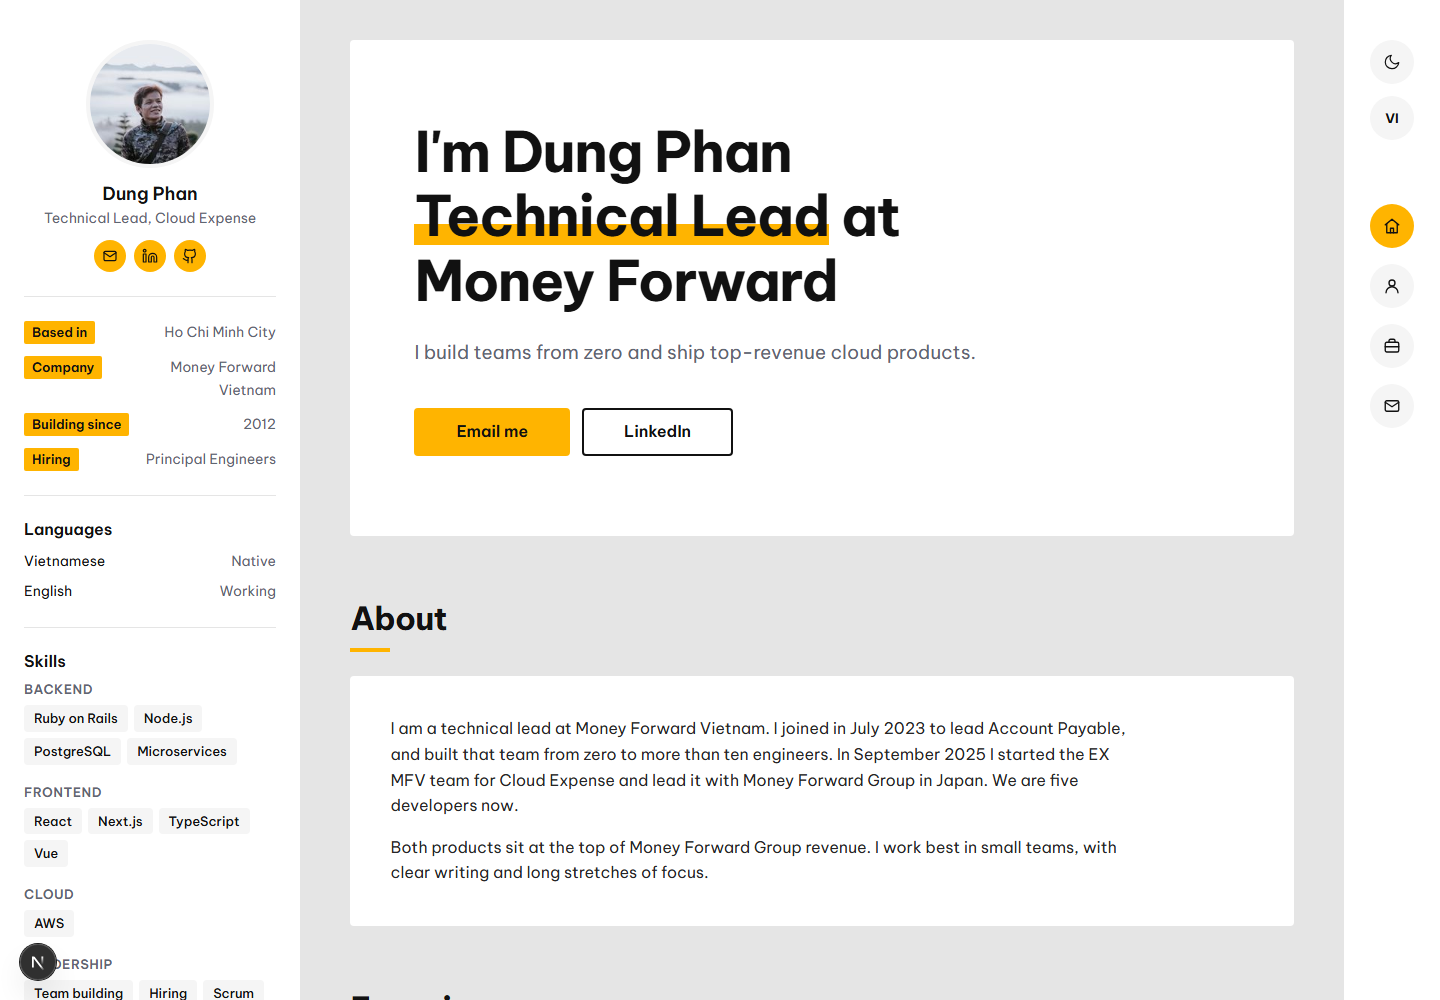 Dung Phan
Technical Lead, Cloud Expense
Based in Ho Chi Minh City
Company Money Forward
Vietnam
Building since 2012
Hiring Principal Engineers
Languages
Vietnamese Native
English Working
Skills
BACKEND
Ruby on Rails Node.js
PostgreSQL Microservices
FRONTEND
React Next.js TypeScript
Vue
CLOUD
AWS
N
DERSHIP
Team building Hiring Scrum
I'm Dung Phan
Technical Lead at
Money Forward
I build teams from zero and ship top-revenue cloud products.
Email me LinkedIn
About
I am a technical lead at Money Forward Vietnam. I joined in July 2023 to lead Account Payable,
and built that team from zero to more than ten engineers. In September 2025 I started the EX
MFV team for Cloud Expense and lead it with Money Forward Group in Japan. We are five
developers now.
Both products sit at the top of Money Forward Group revenue. I work best in small teams, with
clear writing and long stretches of focus.
VI